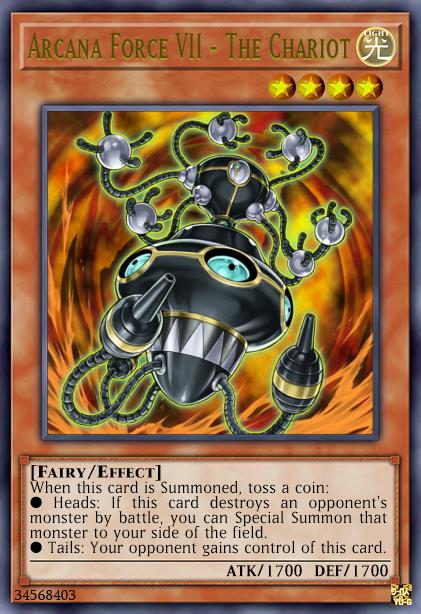 ARCANA FORCE VII - THE CHARIOT
LIGHT
光
[FAIRY/EFFECT]
When this card is Summoned, toss a coin:
● Heads: If this card destroys an opponent's
monster by battle, you can Special Summon that
monster to your side of the field.
● Tails: Your opponent gains control of this card.
ATK/1700 DEF/1700
34568403